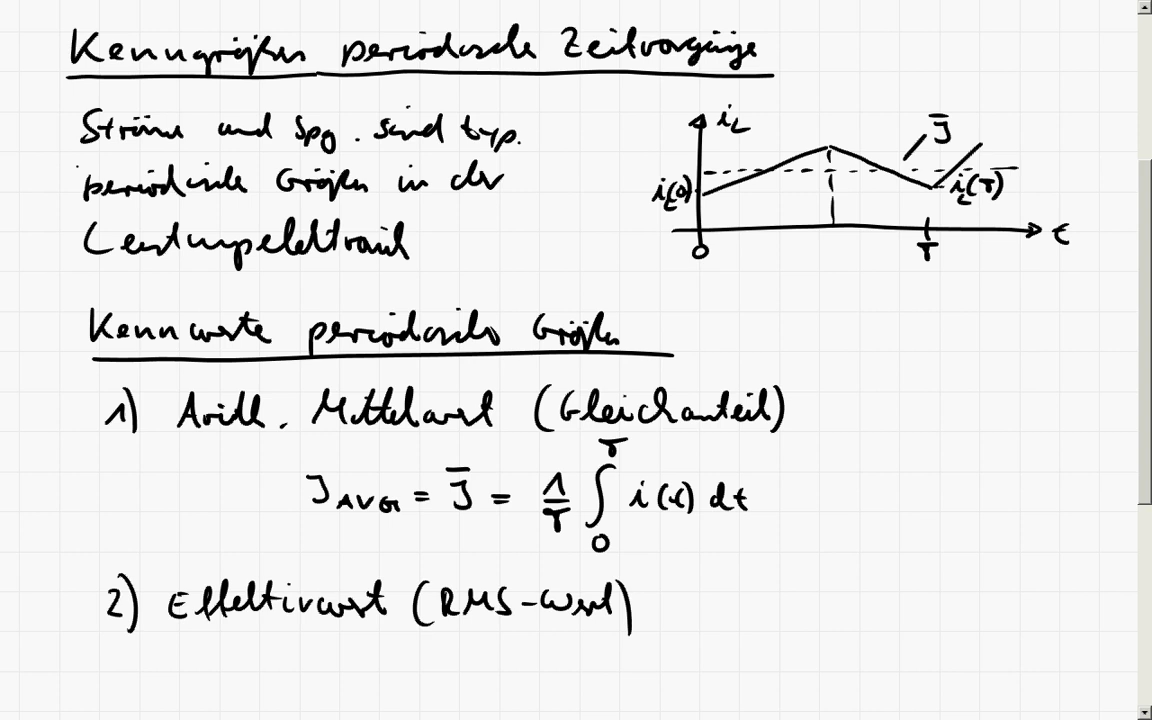 Kenngrößen periodische Zeitvorgänge
Ströme und Spg. sind typ.
periodische Größen in der
Leistungselektronik
i_L
Ī
i_L(0)
i_L(T)
0
T
t
Kennwerte periodischer Größen
1) Arith. Mittelwert (Gleichanteil)
I_AVG = Ī = 1/T ∫_0^T i(t) dt
2) Effektivwert (RMS-Wert)